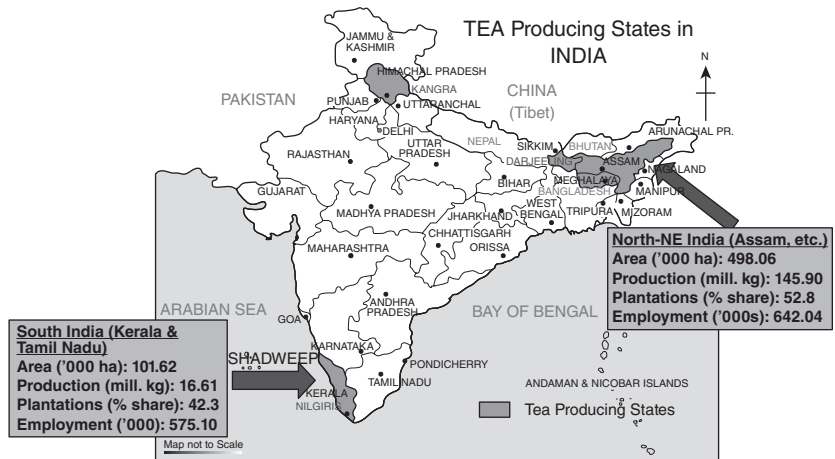 TEA Producing States in
INDIA
N
JAMMU &
KASHMIR
HIMACHAL PRADESH
KANGRA
PAKISTAN
PUNJAB
UTTARANCHAL
CHINA
(Tibet)
HARYANA
DELHI
UTTAR
PRADESH
NEPAL
SIKKIM
BHUTAN
ARUNACHAL PR.
RAJASTHAN
DARJEELING
ASSAM
NAGALAND
BIHAR
MEGHALAYA
MANIPUR
GUJARAT
BANGLADESH
MADHYA PRADESH
JHARKHAND
WEST
BENGAL
TRIPURA
MIZORAM
CHHATTISGARH
MAHARASHTRA
ORISSA
North-NE India (Assam, etc.)
Area ('000 ha): 498.06
Production (mill. kg): 145.90
Plantations (% share): 52.8
Employment ('000s): 642.04
ARABIAN SEA
ANDHRA
PRADESH
BAY OF BENGAL
GOA
South India (Kerala &
Tamil Nadu)
Area ('000 ha): 101.62
Production (mill. kg): 16.61
Plantations (% share): 42.3
Employment ('000): 575.10
KARNATAKA
SHADWEEP
PONDICHERRY
TAMIL NADU
KERALA
NILGIRIS
ANDAMAN & NICOBAR ISLANDS
Tea Producing States
Map not to Scale